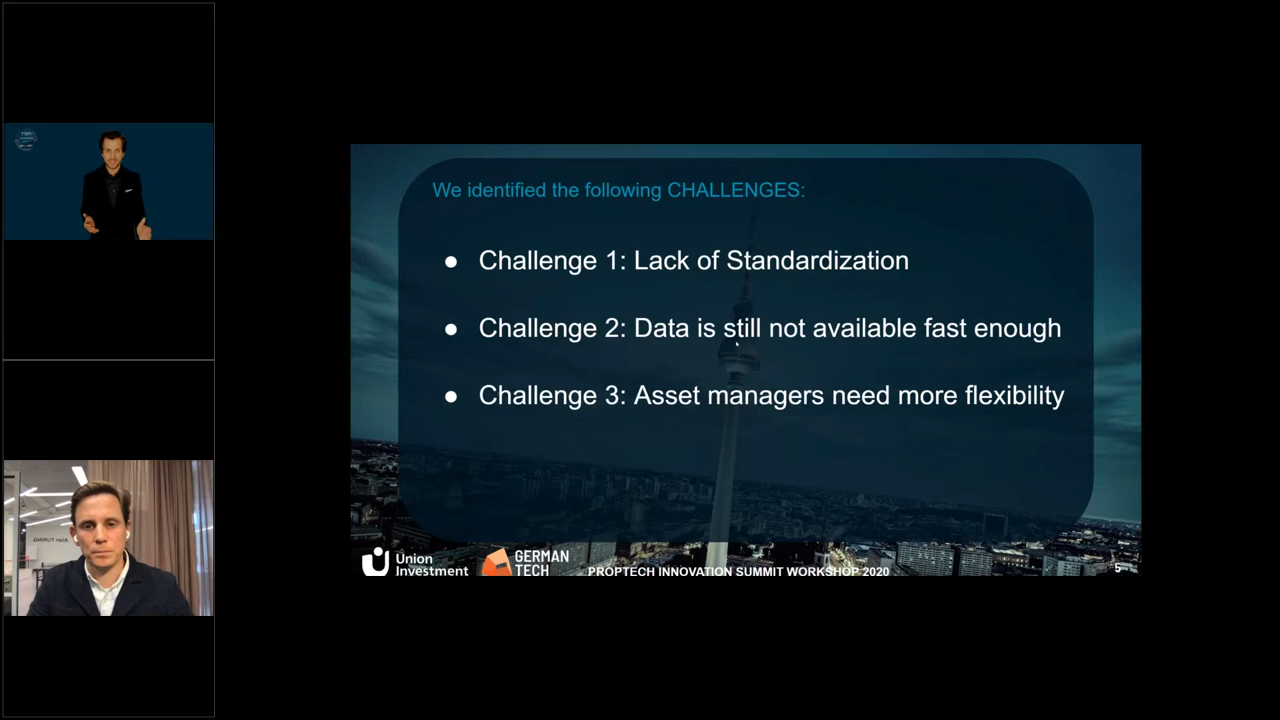 We identified the following CHALLENGES:
● Challenge 1: Lack of Standardization
● Challenge 2: Data is still not available fast enough
● Challenge 3: Asset managers need more flexibility
Union
Investment
GERMAN
TECH
PROPTECH INNOVATION SUMMIT WORKSHOP 2020
5